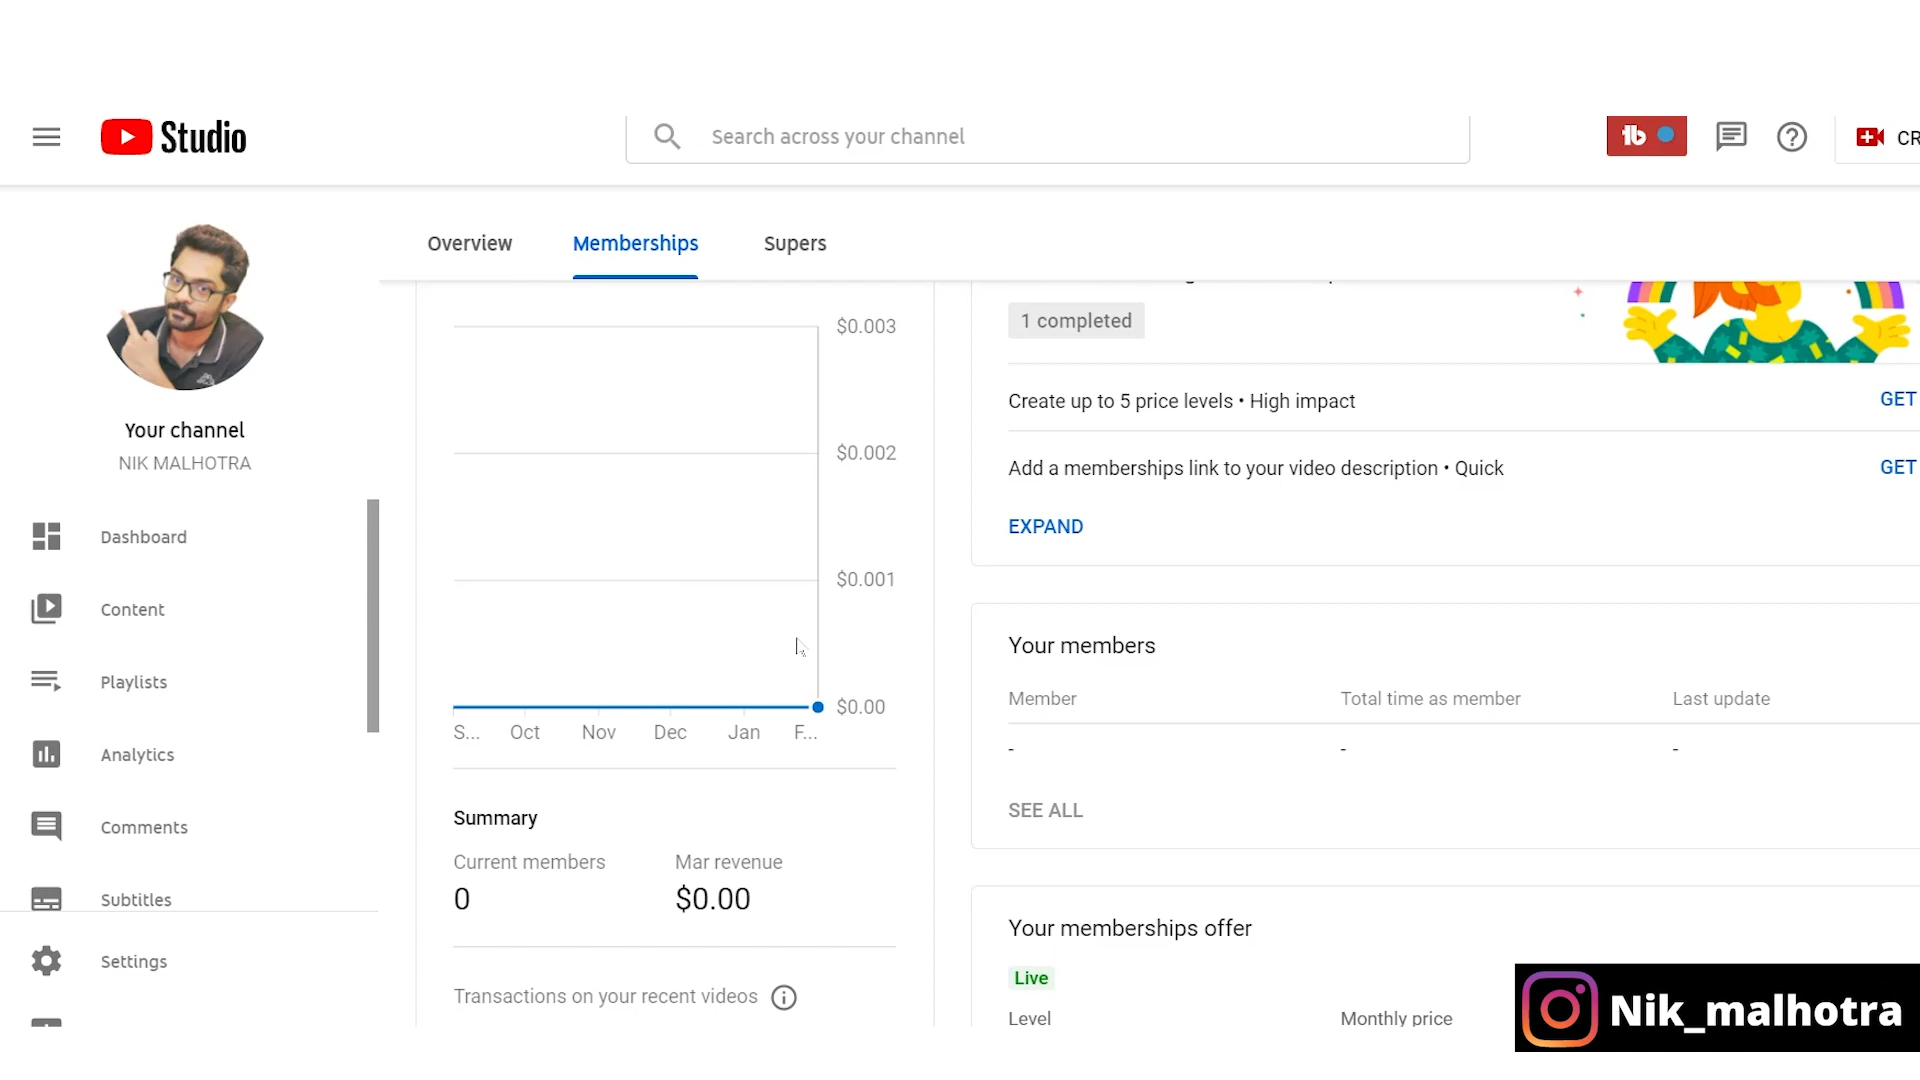 Studio
Search across your channel
CR
Your channel
NIK MALHOTRA
Dashboard
Content
Playlists
Analytics
Comments
Subtitles
Settings
Overview
Memberships
Supers
$0.003
$0.002
$0.001
$0.00
S... Oct Nov Dec Jan F...
Summary
Current members
Mar revenue
0
$0.00
Transactions on your recent videos
1 completed
Create up to 5 price levels • High impact
GET
Add a memberships link to your video description • Quick
GET
EXPAND
Your members
Member
Total time as member
Last update
- - -
SEE ALL
Your memberships offer
Live
Level
Monthly price
Nik_malhotra